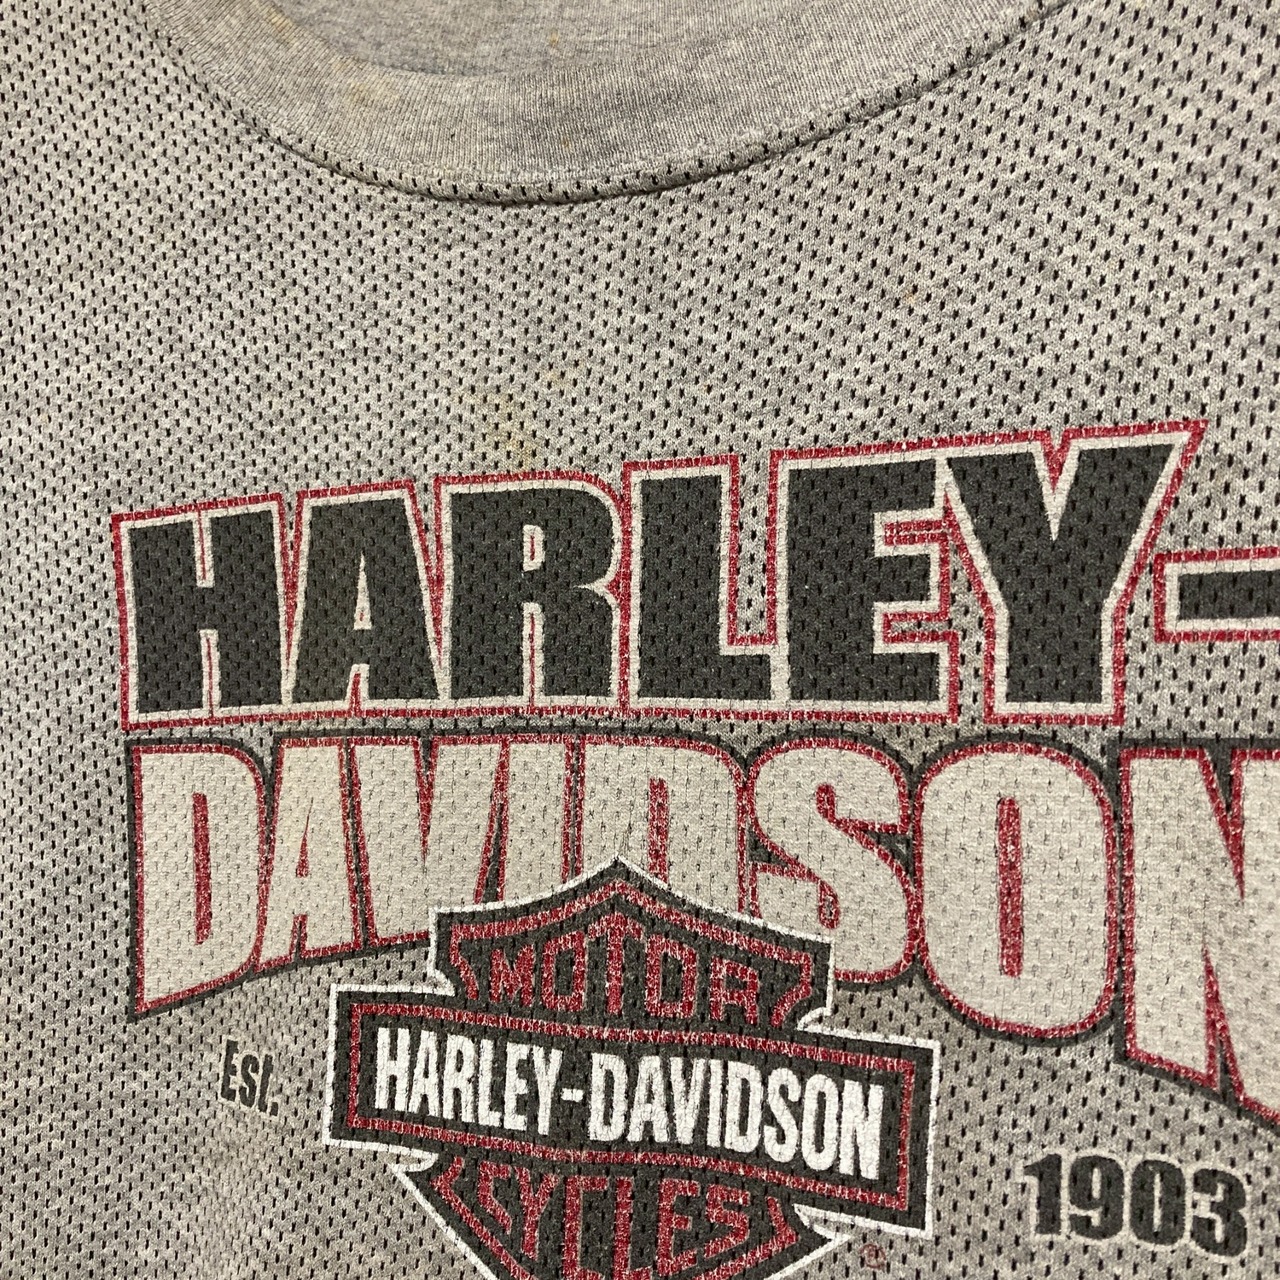 HARLEY-
DAVIDSON
MOTOR
HARLEY-DAVIDSON
CYCLES
®
Est.
1903